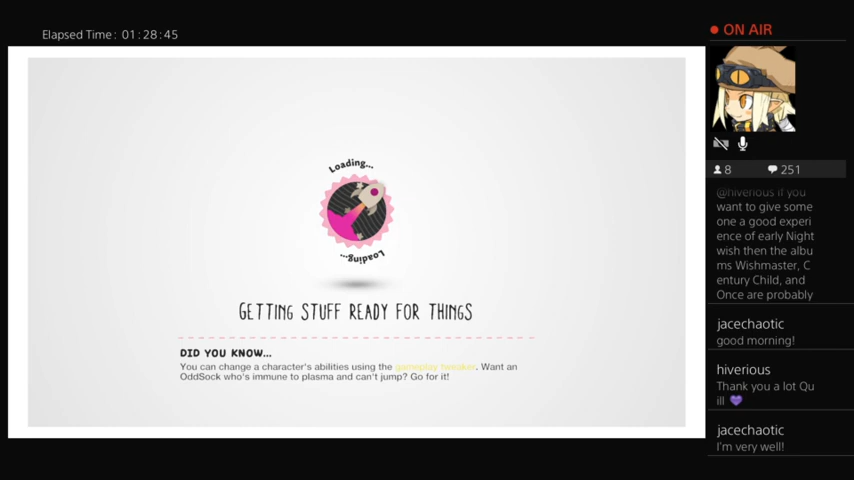 Elapsed Time: 01:28:45
ON AIR
Loading...
Loading...
GETTING STUFF READY FOR THINGS
DID YOU KNOW...
You can change a character's abilities using the gameplay tweaker. Want an
OddSock who's immune to plasma and can't jump? Go for it!
8
251
@hiverious if you
want to give some
one a good experi
ence of early Night
wish then the albu
ms Wishmaster, C
entury Child, and
Once are probably
jacechaotic
good morning!
hiverious
Thank you a lot Qu
ill 💜
jacechaotic
I'm very well!